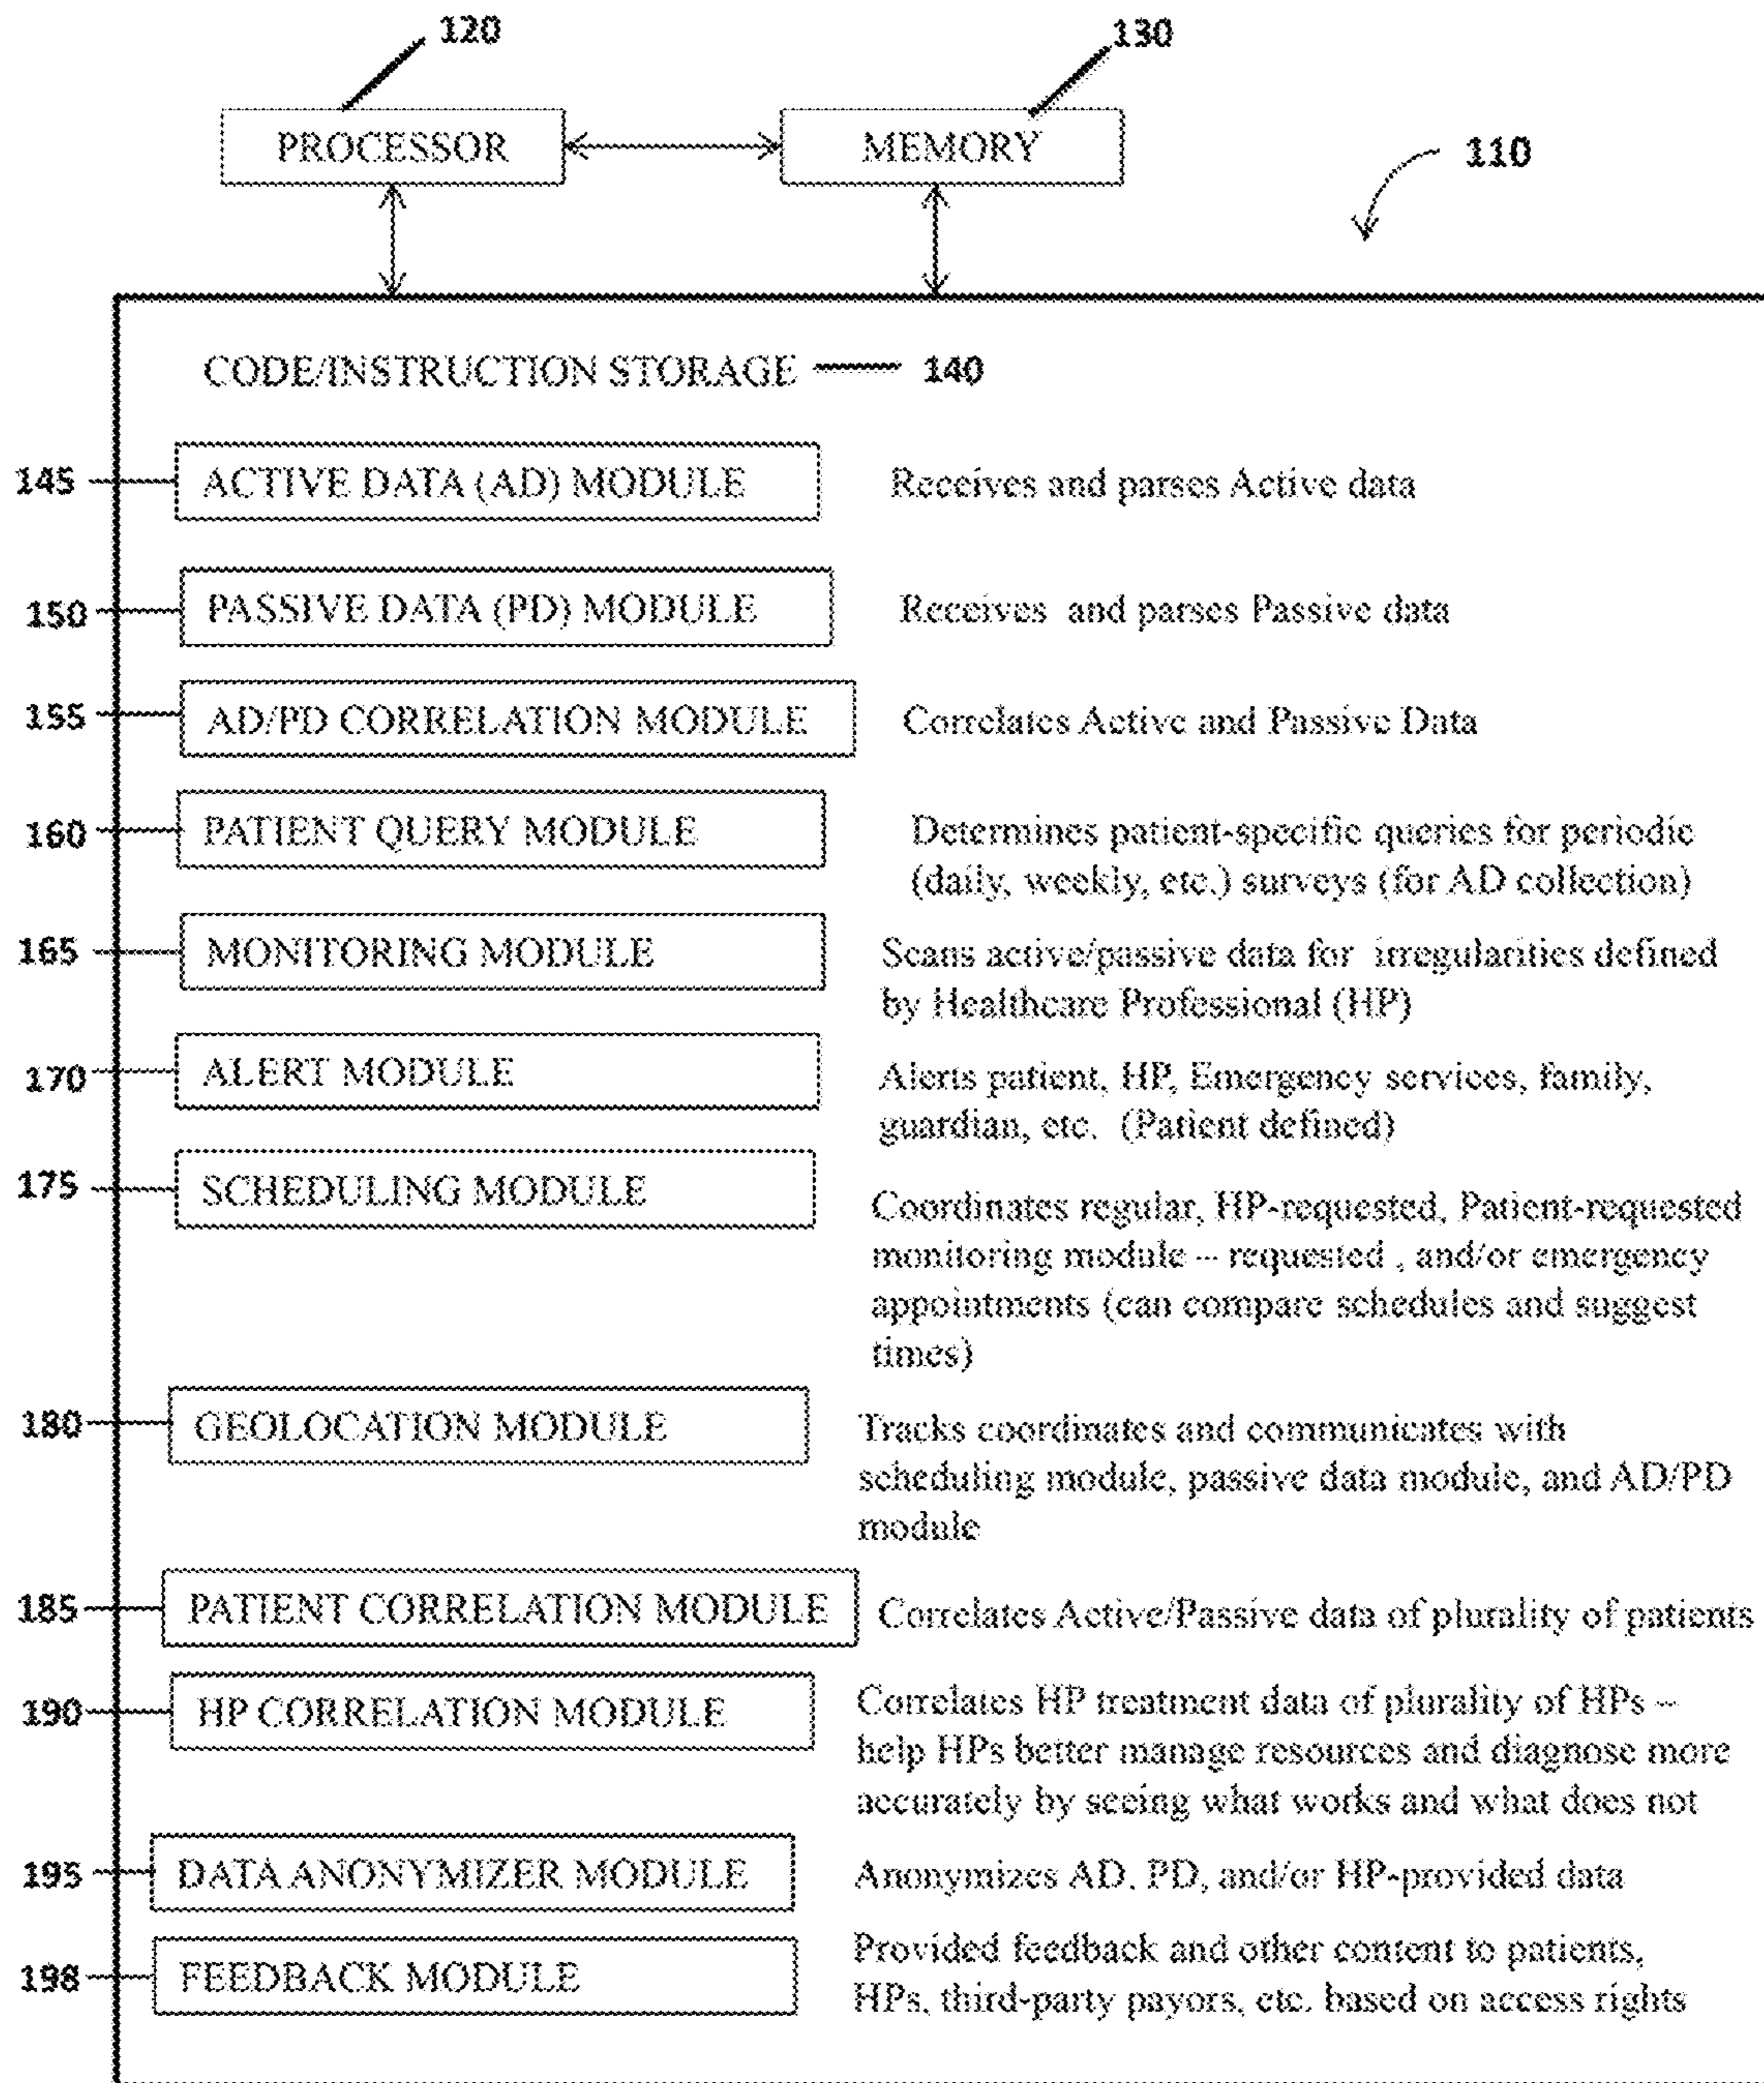 120
130
PROCESSOR
MEMORY
110
CODE/INSTRUCTION STORAGE
140
145
ACTIVE DATA (AD) MODULE
Receives and parses Active data
150
PASSIVE DATA (PD) MODULE
Receives and parses Passive data
155
AD/PD CORRELATION MODULE
Correlates Active and Passive Data
160
PATIENT QUERY MODULE
Determines patient-specific queries for periodic
(daily, weekly, etc.) surveys (for AD collection)
165
MONITORING MODULE
Scans active/passive data for irregularities defined
by Healthcare Professional (HP)
170
ALERT MODULE
Alerts patient, HP, Emergency services, family,
guardian, etc. (Patient defined)
175
SCHEDULING MODULE
Coordinates regular, HP-requested, Patient-requested
monitoring module -- requested , and/or emergency
appointments (can compare schedules and suggest
times)
180
GEOLOCATION MODULE
Tracks coordinates and communicates with
scheduling module, passive data module, and AD/PD
module
185
PATIENT CORRELATION MODULE
Correlates Active/Passive data of plurality of patients
190
HP CORRELATION MODULE
Correlates HP treatment data of plurality of HPs --
help HPs better manage resources and diagnose more
accurately by seeing what works and what does not
195
DATA ANONYMIZER MODULE
Anonymizes AD, PD, and/or HP-provided data
198
FEEDBACK MODULE
Provided feedback and other content to patients,
HPs, third-party payors, etc. based on access rights